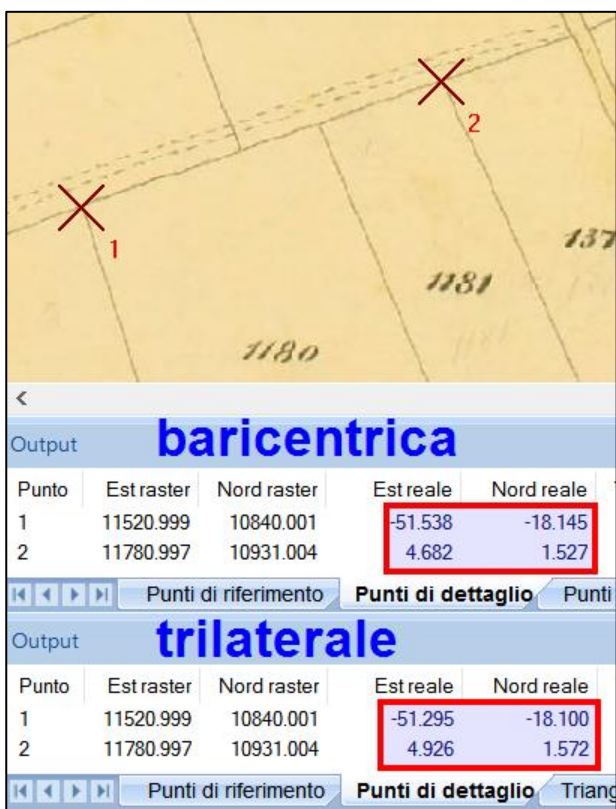 2
1
137
1181
1180
<
Output baricentrica
Punto Est raster Nord raster Est reale Nord reale
1 11520.999 10840.001 -51.538 -18.145
2 11780.997 10931.004 4.682 1.527
Punti di riferimento Punti di dettaglio Punti
Output trilaterale
Punto Est raster Nord raster Est reale Nord reale
1 11520.999 10840.001 -51.295 -18.100
2 11780.997 10931.004 4.926 1.572
Punti di riferimento Punti di dettaglio Triang